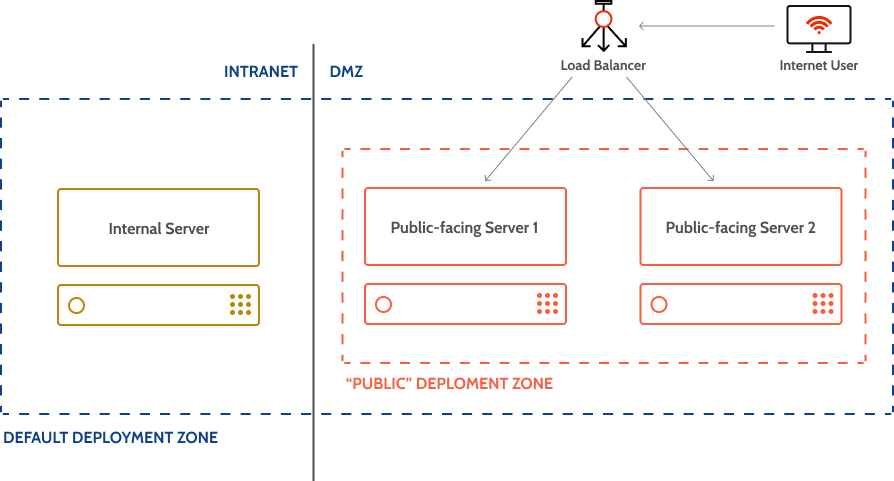 Load Balancer
Internet User
INTRANET
DMZ
Internal Server
Public-facing Server 1
Public-facing Server 2
“PUBLIC” DEPLOMENT ZONE
DEFAULT DEPLOYMENT ZONE